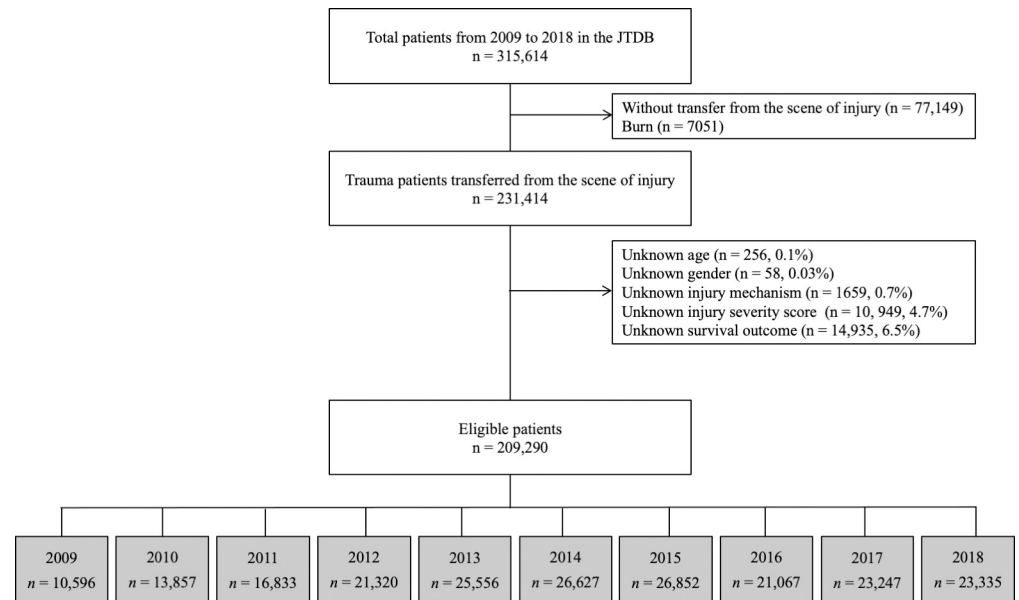 Total patients from 2009 to 2018 in the JTDB
n = 315,614
Without transfer from the scene of injury (n = 77,149)
Burn (n = 7051)
Trauma patients transferred from the scene of injury
n = 231,414
Unknown age (n = 256, 0.1%)
Unknown gender (n = 58, 0.03%)
Unknown injury mechanism (n = 1659, 0.7%)
Unknown injury severity score (n = 10, 949, 4.7%)
Unknown survival outcome (n = 14,935, 6.5%)
Eligible patients
n = 209,290
2009
n = 10,596
2010
n = 13,857
2011
n = 16,833
2012
n = 21,320
2013
n = 25,556
2014
n = 26,627
2015
n = 26,852
2016
n = 21,067
2017
n = 23,247
2018
n = 23,335